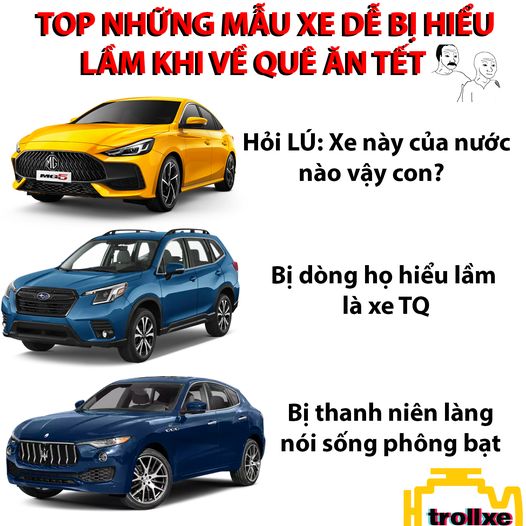 TOP NHỮNG MẪU XE DỄ BỊ HIỂU
LẦM KHI VỀ QUÊ ĂN TẾT
Hỏi LÚ: Xe này của nước
nào vậy con?
MG
MG5
Bị dòng họ hiểu lầm
là xe TQ
Bị thanh niên làng
nói sống phông bạt
trollxe